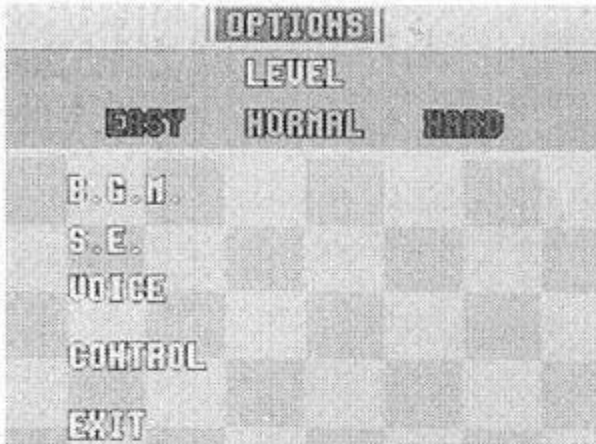 OPTIONS
LEVEL
EASY NORMAL HARD
B.G.M.
S.E.
VOICE
CONTROL
EXIT